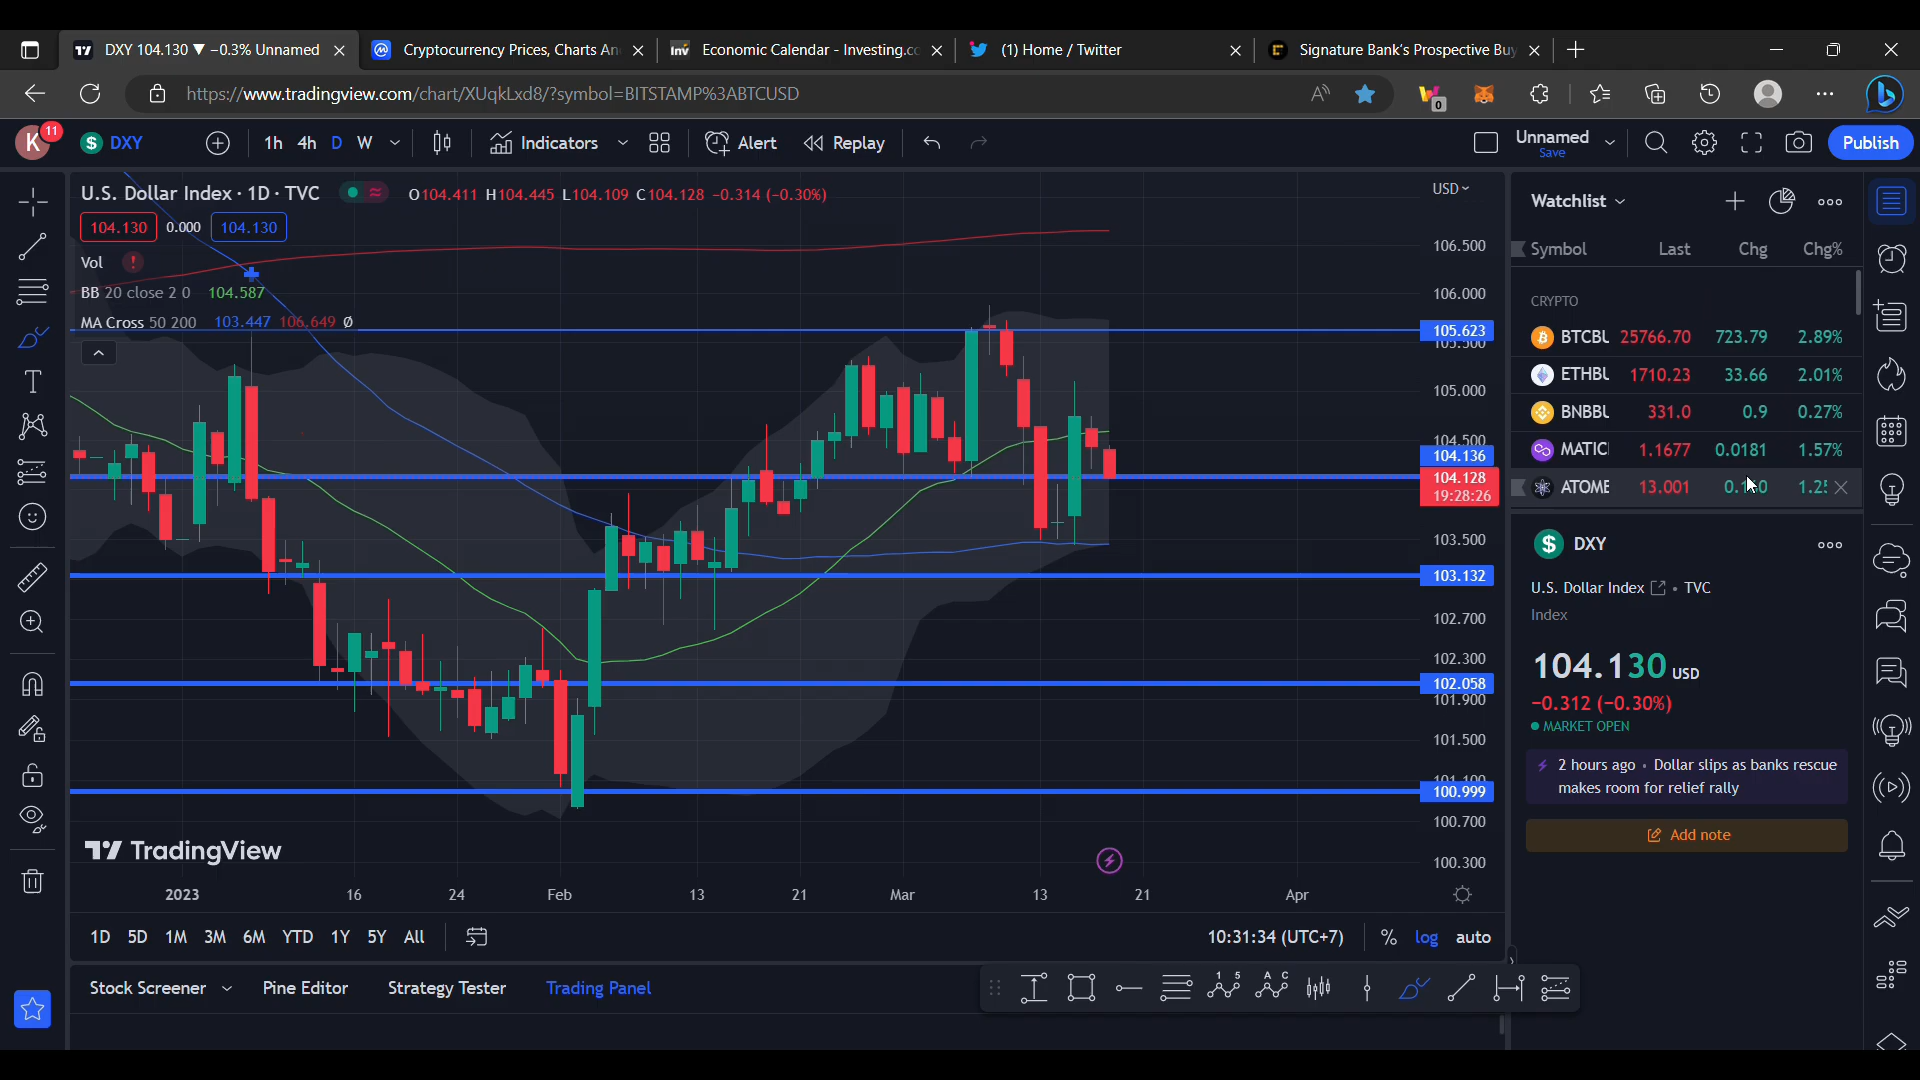 DXY 104.130 ▼ −0.3% Unnamed
Cryptocurrency Prices, Charts An
Economic Calendar - Investing.co
(1) Home / Twitter
Signature Bank's Prospective Buy
https://www.tradingview.com/chart/XUqkLxd8/?symbol=BITSTAMP%3ABTCUSD
0
K 11
DXY
1h 4h D W
Indicators
Alert
Replay
Unnamed
Save
Publish
U.S. Dollar Index · 1D · TVC
O104.411 H104.445 L104.109 C104.128 −0.314 (−0.30%)
USD
104.130 0.000 104.130
Vol
BB 20 close 2 0 104.587
MA Cross 50 200 103.447 106.649 Ø
106.500
106.000
105.623
105.500
105.000
104.500
104.136
104.128
19:28:26
103.500
103.132
102.700
102.300
102.058
101.900
101.500
101.100
100.999
100.700
100.300
TradingView
2023 16 24 Feb 13 21 Mar 13 21 Apr
1D 5D 1M 3M 6M YTD 1Y 5Y All
10:31:34 (UTC+7) % log auto
Stock Screener Pine Editor Strategy Tester Trading Panel
Watchlist
Symbol Last Chg Chg%
CRYPTO
BTCBU 25766.70 723.79 2.89%
ETHBU 1710.23 33.66 2.01%
BNBBU 331.0 0.9 0.27%
MATICI 1.1677 0.0181 1.57%
ATOME 13.001
DXY
U.S. Dollar Index • TVC
Index
104.130 USD
−0.312 (−0.30%)
MARKET OPEN
2 hours ago • Dollar slips as banks rescue
makes room for relief rally
Add note